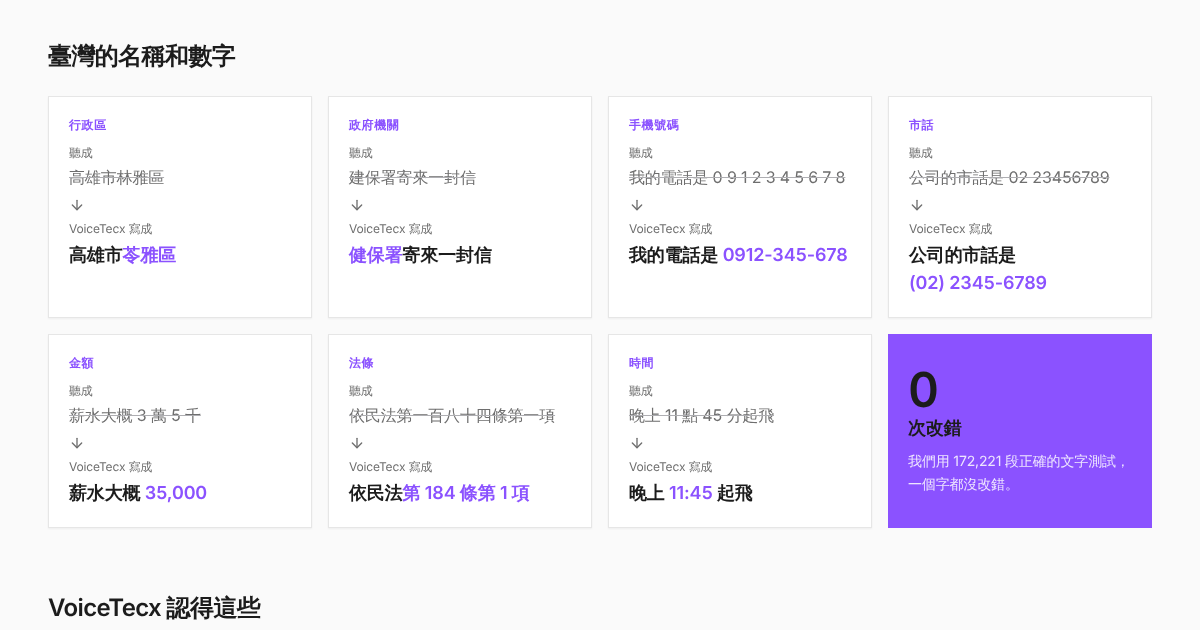 臺灣的名稱和數字
行政區
聽成
高雄市林雅區
↓
VoiceTecx 寫成
高雄市苓雅區
政府機關
聽成
建保署寄來一封信
↓
VoiceTecx 寫成
健保署寄來一封信
手機號碼
聽成
我的電話是 0 9 1 2 3 4 5 6 7 8
↓
VoiceTecx 寫成
我的電話是 0912-345-678
市話
聽成
公司的市話是 02 23456789
↓
VoiceTecx 寫成
公司的市話是
(02) 2345-6789
金額
聽成
薪水大概 3 萬 5 千
↓
VoiceTecx 寫成
薪水大概 35,000
法條
聽成
依民法第一百八十四條第一項
↓
VoiceTecx 寫成
依民法第 184 條第 1 項
時間
聽成
晚上 11 點 45 分起飛
↓
VoiceTecx 寫成
晚上 11:45 起飛
0
次改錯
我們用 172,221 段正確的文字測試，
一個字都沒改錯。
VoiceTecx 認得這些